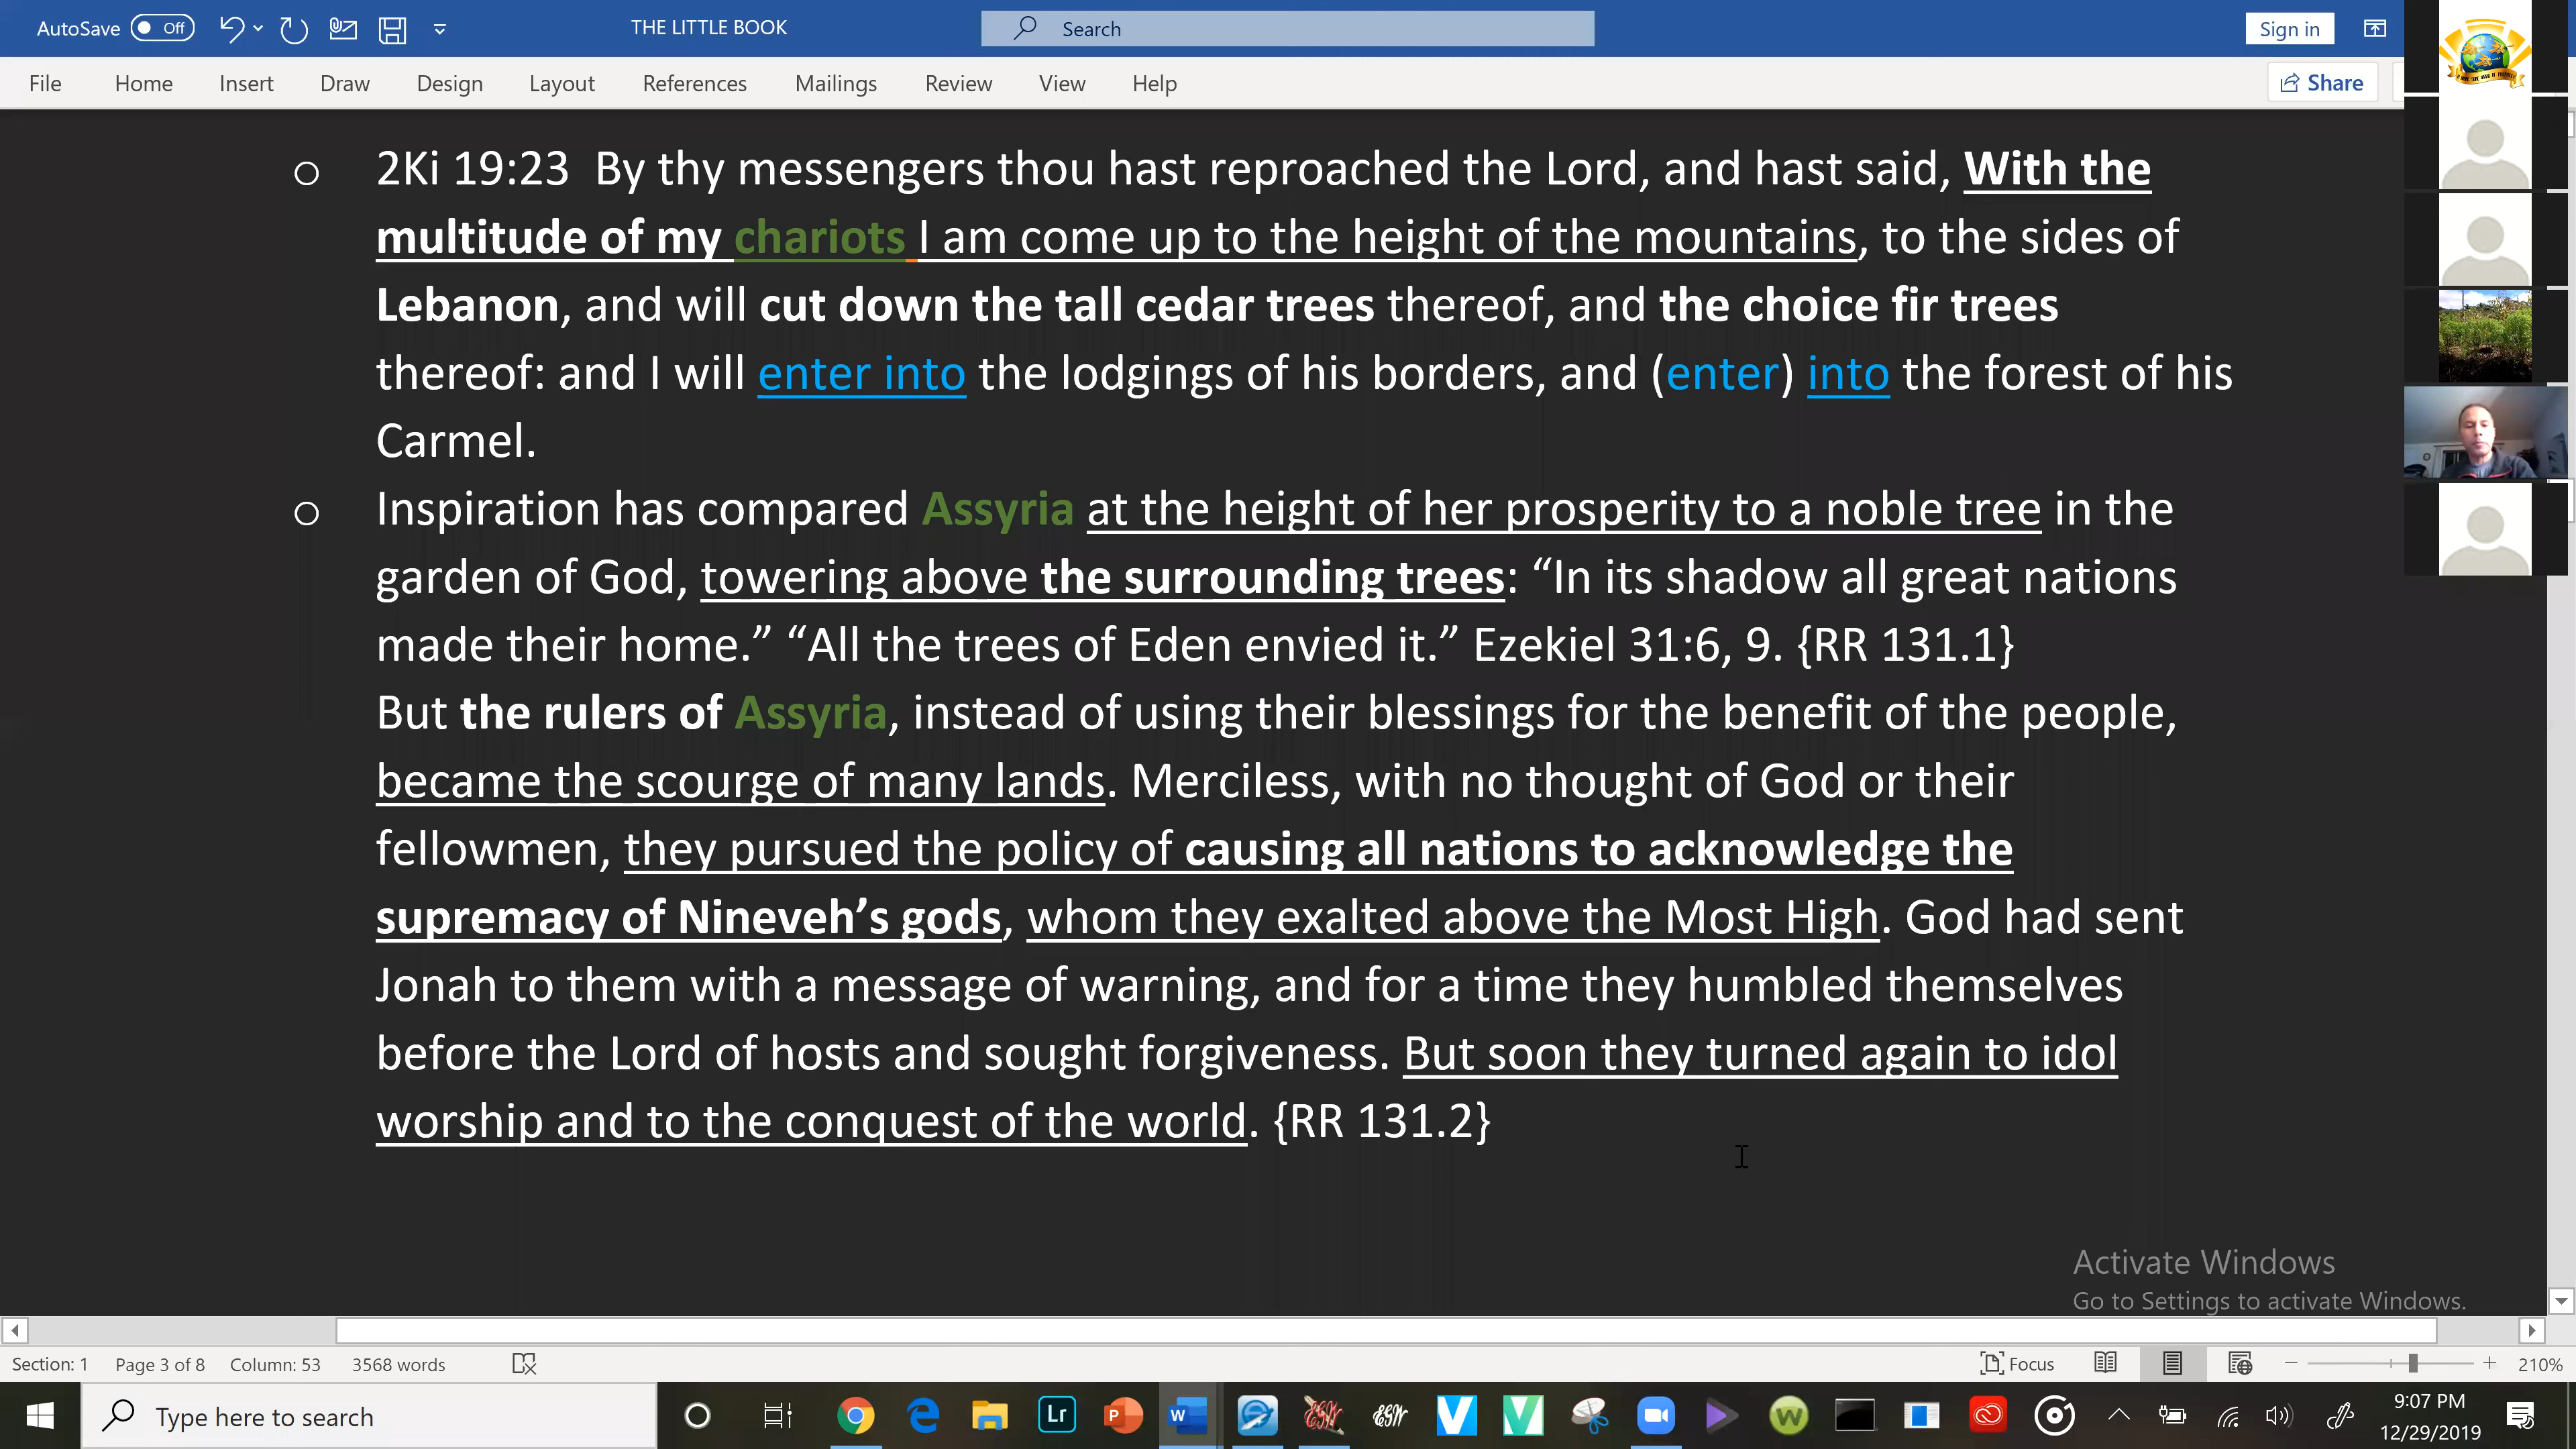 AutoSave Off THE LITTLE BOOK Search Sign in
File Home Insert Draw Design Layout References Mailings Review View Help Share
2Ki 19:23 By thy messengers thou hast reproached the Lord, and hast said, With the
multitude of my chariots I am come up to the height of the mountains, to the sides of
Lebanon, and will cut down the tall cedar trees thereof, and the choice fir trees
thereof: and I will enter into the lodgings of his borders, and (enter) into the forest of his
Carmel.
Inspiration has compared Assyria at the height of her prosperity to a noble tree in the
garden of God, towering above the surrounding trees: “In its shadow all great nations
made their home.” “All the trees of Eden envied it.” Ezekiel 31:6, 9. {RR 131.1}
But the rulers of Assyria, instead of using their blessings for the benefit of the people,
became the scourge of many lands. Merciless, with no thought of God or their
fellowmen, they pursued the policy of causing all nations to acknowledge the
supremacy of Nineveh’s gods, whom they exalted above the Most High. God had sent
Jonah to them with a message of warning, and for a time they humbled themselves
before the Lord of hosts and sought forgiveness. But soon they turned again to idol
worship and to the conquest of the world. {RR 131.2}
Activate Windows
Go to Settings to activate Windows.
Section: 1 Page 3 of 8 Column: 53 3568 words Focus 210%
Type here to search Lr P W EGW EGW V V W 9:07 PM
12/29/2019